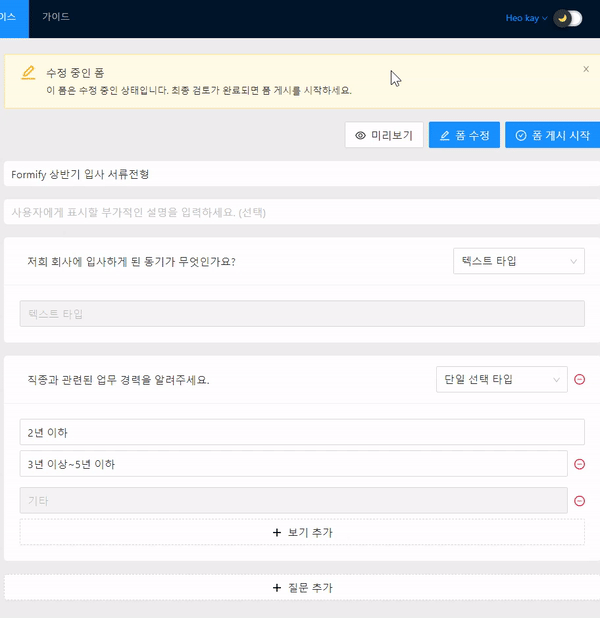 이스
가이드
Heo kay
수정 중인 폼
이 폼은 수정 중인 상태입니다. 최종 검토가 완료되면 폼 게시를 시작하세요.
미리보기
폼 수정
폼 게시 시작
Formify 상반기 입사 서류전형
사용자에게 표시할 부가적인 설명을 입력하세요. (선택)
저희 회사에 입사하게 된 동기가 무엇인가요?
텍스트 타입
텍스트 타입
직종과 관련된 업무 경력을 알려주세요.
단일 선택 타입
2년 이하
3년 이상~5년 이하
기타
+ 보기 추가
+ 질문 추가